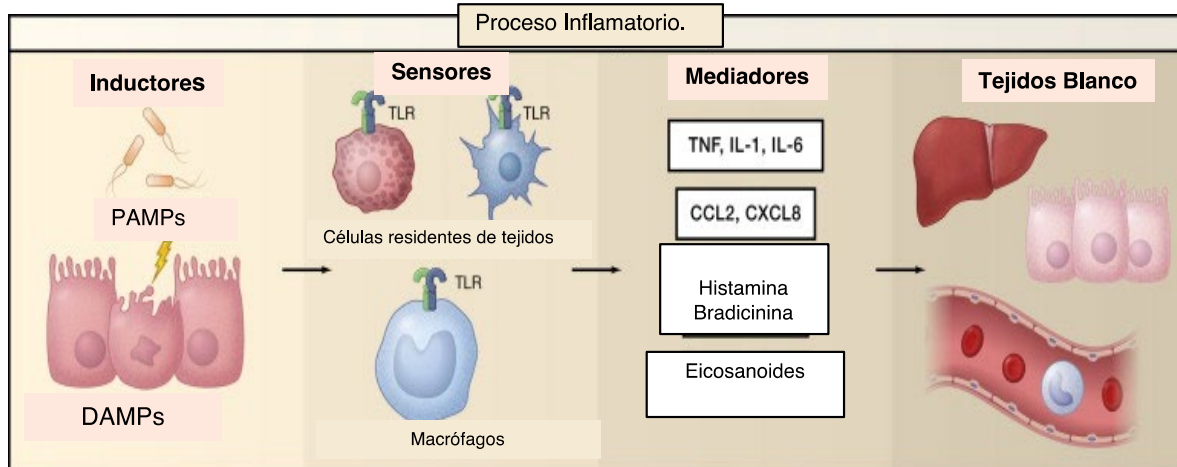 Proceso Inflamatorio.
Inductores
PAMPs
DAMPs
Sensores
TLR
TLR
Células residentes de tejidos
TLR
Macrófagos
Mediadores
TNF, IL-1, IL-6
CCL2, CXCL8
Histamina
Bradicinina
Eicosanoides
Tejidos Blanco